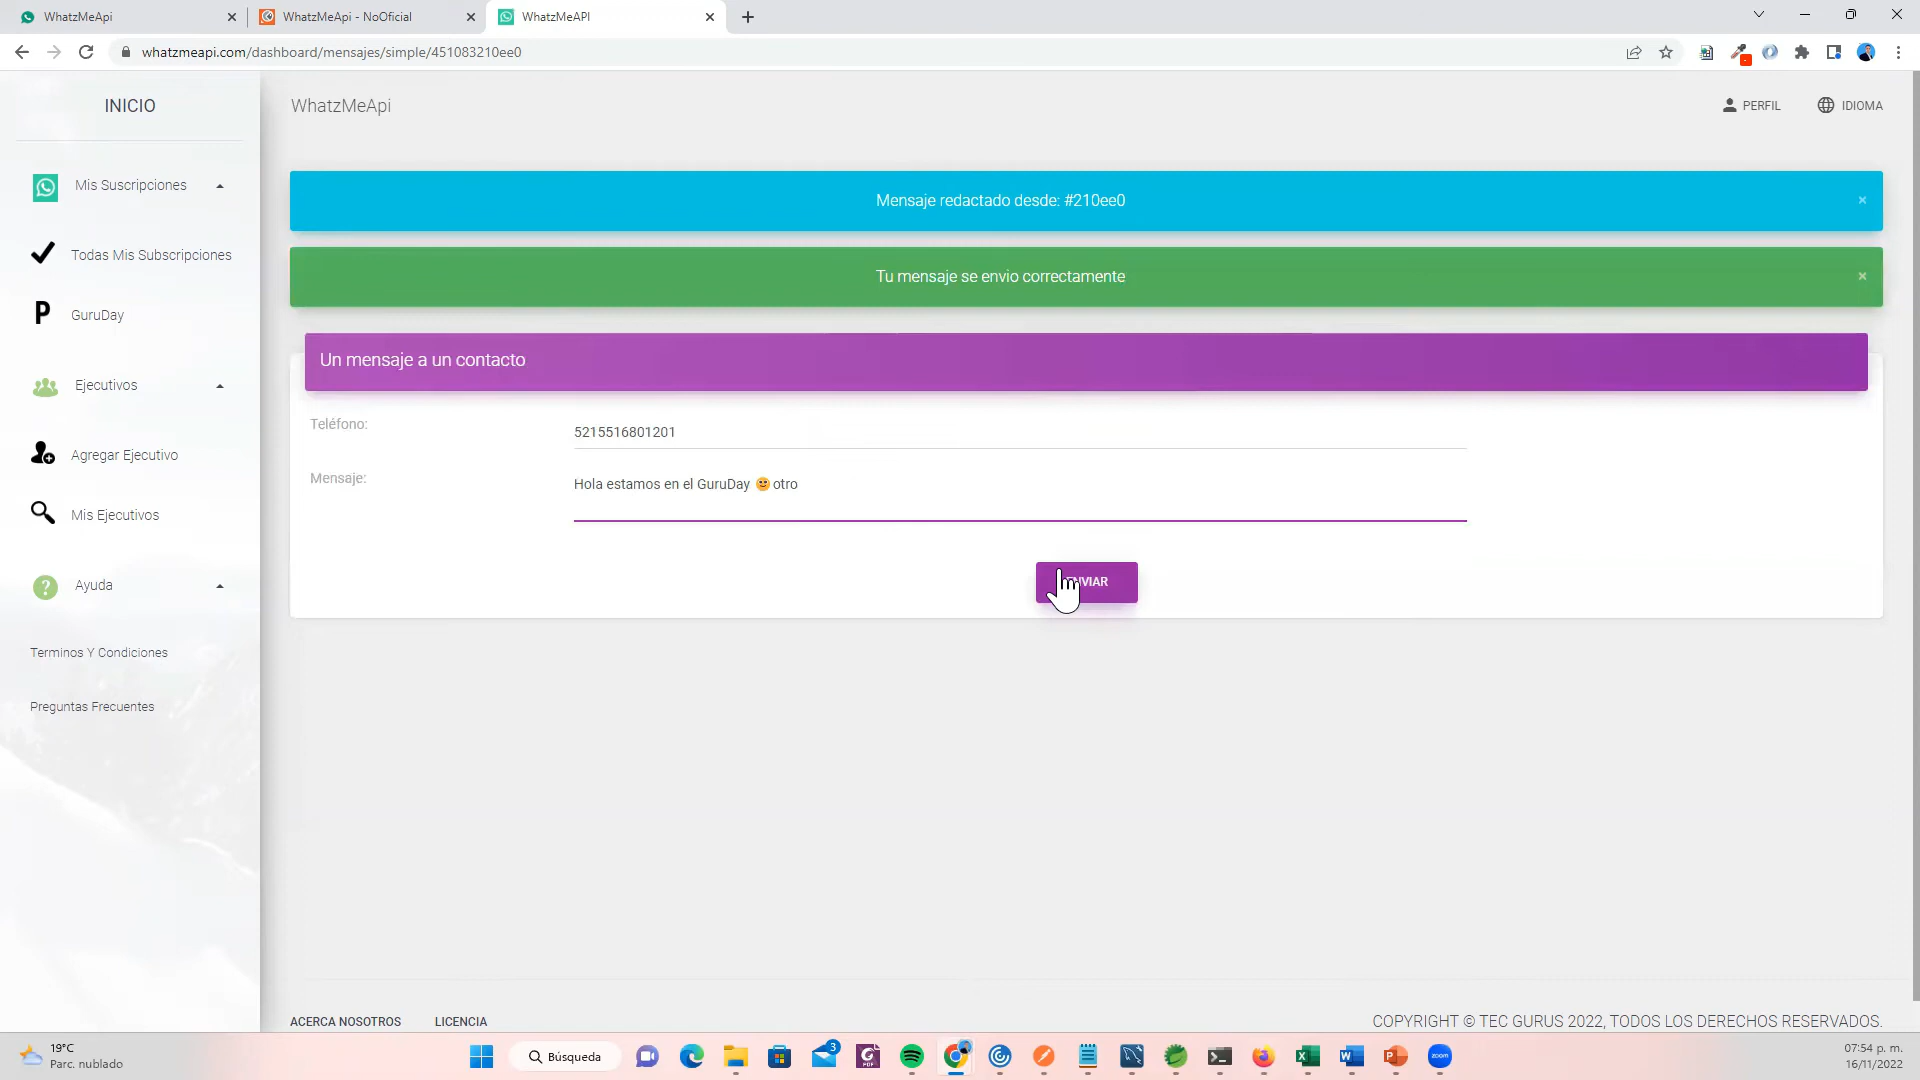 WhatzMeApi
WhatzMeApi - NoOficial
WhatzMeAPI
whatzmeapi.com/dashboard/mensajes/simple/451083210ee0
INICIO
WhatzMeApi
PERFIL
IDIOMA
Mis Suscripciones
Todas Mis Subscripciones
P GuruDay
Ejecutivos
Agregar Ejecutivo
Mis Ejecutivos
? Ayuda
Terminos Y Condiciones
Preguntas Frecuentes
Mensaje redactado desde: #210ee0 ×
Tu mensaje se envio correctamente ×
Un mensaje a un contacto
Teléfono:
5215516801201
Mensaje:
Hola estamos en el GuruDay 😊 otro
ACERCA NOSOTROS
LICENCIA
COPYRIGHT © TEC GURUS 2022, TODOS LOS DERECHOS RESERVADOS.
19°C
Parc. nublado
Búsqueda
3
PDF
zoom
07:54 p. m.
16/11/2022